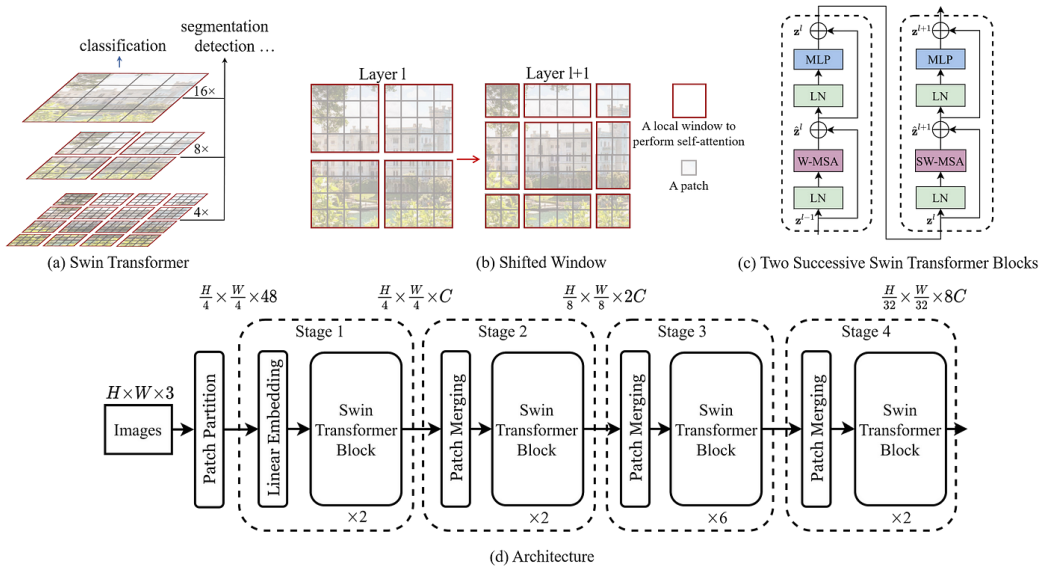 segmentation
detection ...
classification
16×
8×
4×
(a) Swin Transformer
Layer l
Layer l+1
A local window to
perform self-attention
A patch
(b) Shifted Window
z^l
MLP
LN
ẑ^l
W-MSA
LN
z^{l-1}
z^{l+1}
MLP
LN
ẑ^{l+1}
SW-MSA
LN
z^l
(c) Two Successive Swin Transformer Blocks
H/4 × W/4 × 48
H/4 × W/4 × C
H/8 × W/8 × 2C
H/32 × W/32 × 8C
H×W×3
Images
Patch Partition
Stage 1
Linear Embedding
Swin
Transformer
Block
×2
Stage 2
Patch Merging
Swin
Transformer
Block
×2
Stage 3
Patch Merging
Swin
Transformer
Block
×6
Stage 4
Patch Merging
Swin
Transformer
Block
×2
(d) Architecture